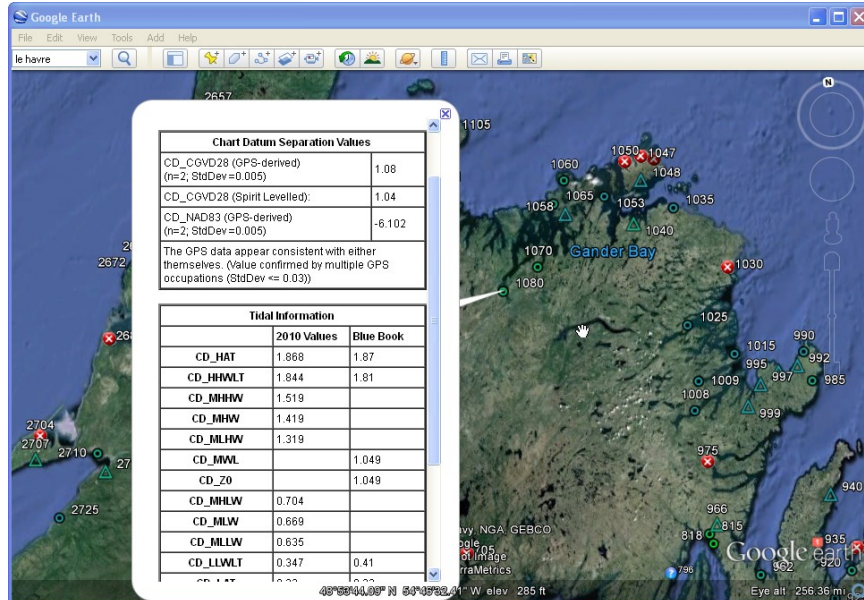 Google Earth
File Edit View Tools Add Help
le havre
2657
Chart Datum Separation Values
CD_CGVD28 (GPS-derived)
(n=2; StdDev =0.005)
1.08
CD_CGVD28 (Spirit Levelled):
1.04
CD_NAD83 (GPS-derived)
(n=2; StdDev =0.005)
-6.102
The GPS data appear consistent with either
themselves. (Value confirmed by multiple GPS
occupations (StdDev <= 0.03))
Tidal Information
2010 Values Blue Book
CD_HAT 1.868 1.87
CD_HHWLT 1.844 1.81
CD_MHHW 1.519
CD_MHW 1.419
CD_MLHW 1.319
CD_MWL 1.049
CD_Z0 1.049
CD_MHLW 0.704
CD_MLW 0.669
CD_MLLW 0.635
CD_LLWLT 0.347 0.41
N
1105
1050 1047
1060
1048
1065
1035
1058
1053
1040
1070
Gander Bay
1030
1080
2672
1025
990
1015
992
995
997
1009
985
1008
999
2704
975
2707
2710
940
2725
966
815
818
935
NGA, GEBCO
Image
705
796
962
920
Google earth
48°53'44.09" N 54°46'32.41" W elev 285 ft
Eye alt 256.36 mi